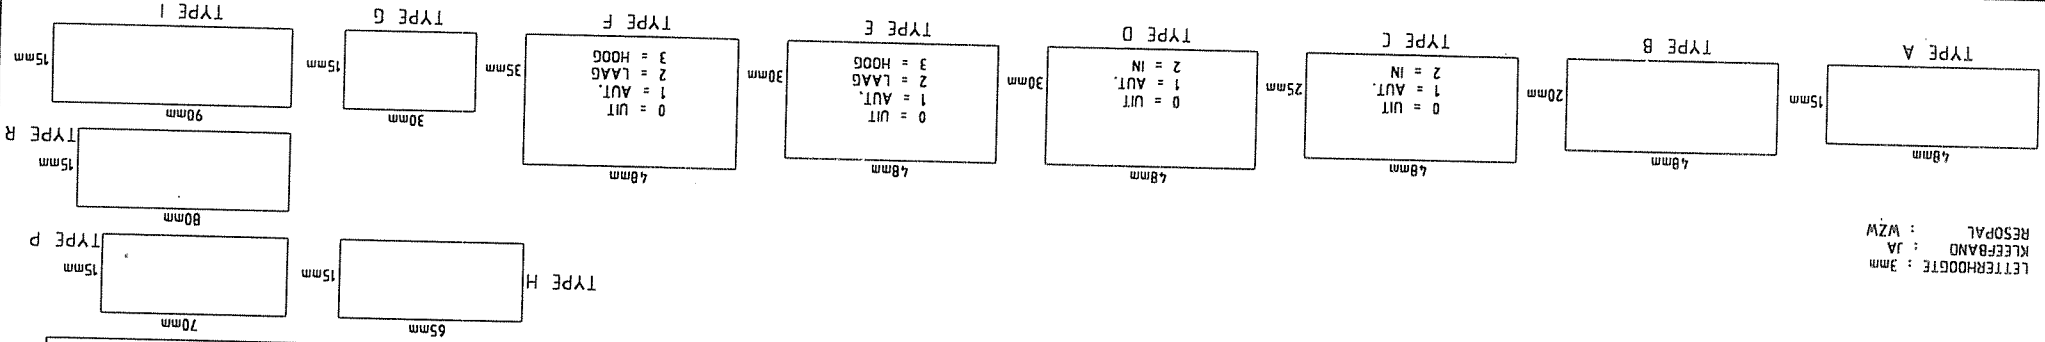 LETTERHOOGTE : 3mm
KLEEFBAND : JA
RESOPAL : WZW
48mm
15mm
TYPE A
48mm
20mm
TYPE B
48mm
25mm
0 = UIT
1 = AUT.
2 = IN
TYPE C
48mm
30mm
0 = UIT
1 = AUT.
2 = IN
TYPE D
48mm
30mm
0 = UIT
1 = AUT.
2 = LAAG
3 = HOOG
TYPE E
48mm
35mm
0 = UIT
1 = AUT.
2 = LAAG
3 = HOOG
TYPE F
65mm
TYPE H
15mm
30mm
15mm
TYPE G
70mm
15mm
TYPE P
80mm
15mm
TYPE R
90mm
15mm
TYPE I